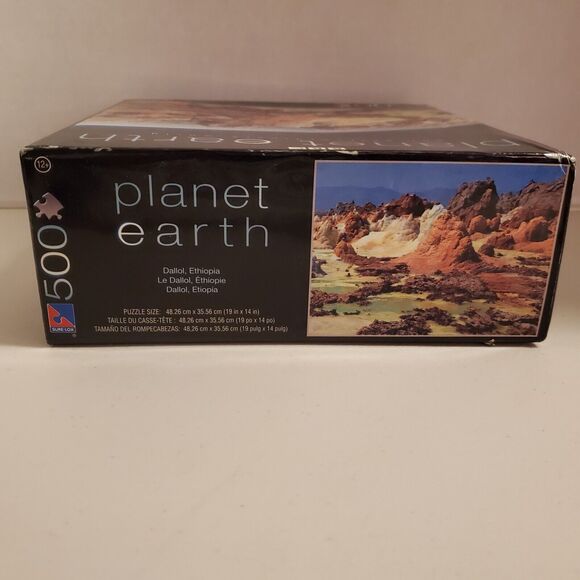 planet earth
12+
planet
earth
500
Dallol, Ethiopia
Le Dallol, Éthiopie
Dallol, Etiopia
PUZZLE SIZE: 48.26 cm x 35.56 cm (19 in x 14 in)
TAILLE DU CASSE-TÊTE : 48,26 cm x 35,56 cm (19 po x 14 po)
TAMAÑO DEL ROMPECABEZAS: 48,26 cm x 35,56 cm (19 pulg x 14 pulg)
SURE-LOX